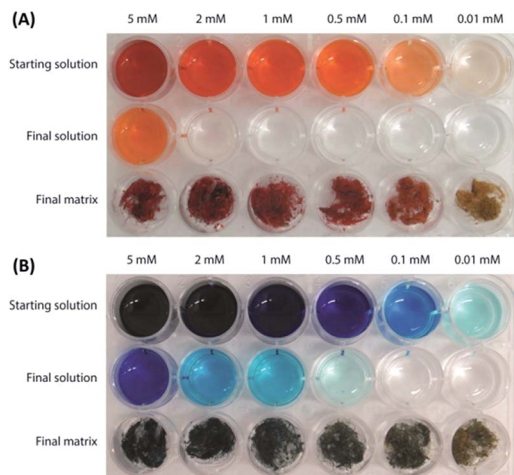 (A)
5 mM 2 mM 1 mM 0.5 mM 0.1 mM 0.01 mM
Starting solution
Final solution
Final matrix
(B)
5 mM 2 mM 1 mM 0.5 mM 0.1 mM 0.01 mM
Starting solution
Final solution
Final matrix